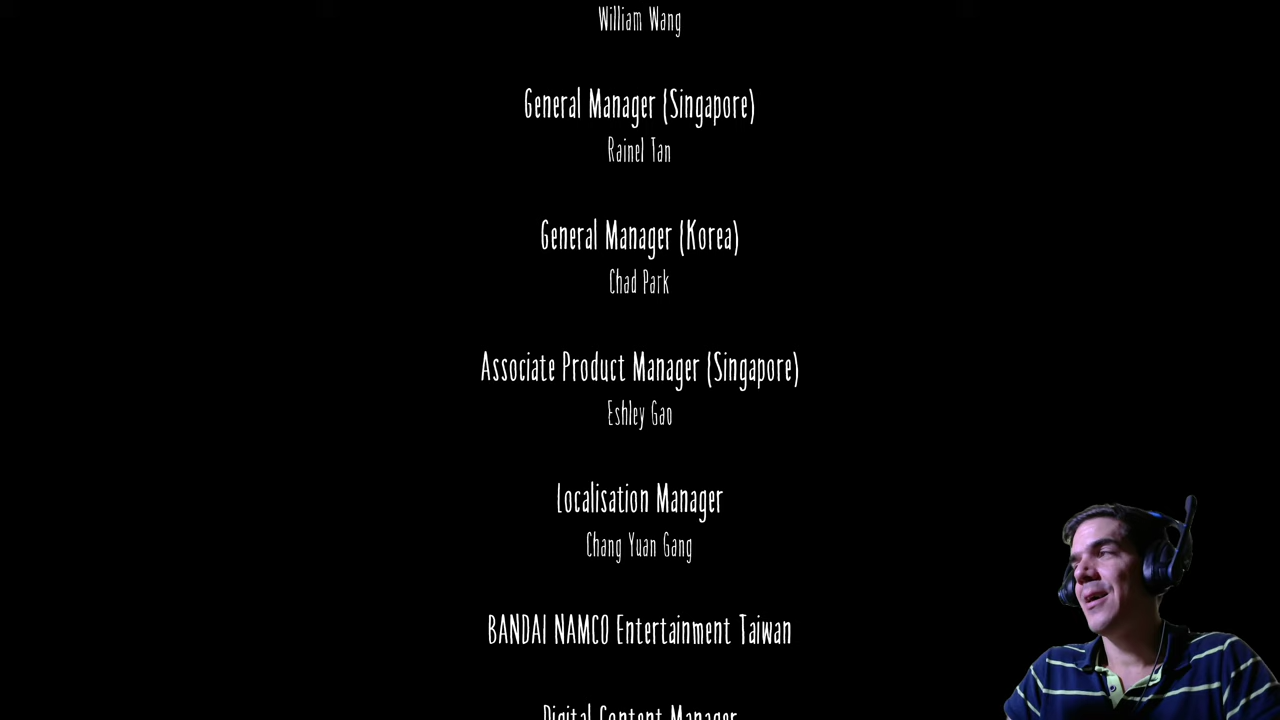 William Wang
General Manager (Singapore)
Rainel Tan
General Manager (Korea)
Chad Park
Associate Product Manager (Singapore)
Eshley Gao
Localisation Manager
Chang Yuan Gang
BANDAI NAMCO Entertainment Taiwan
Digital Content Manager